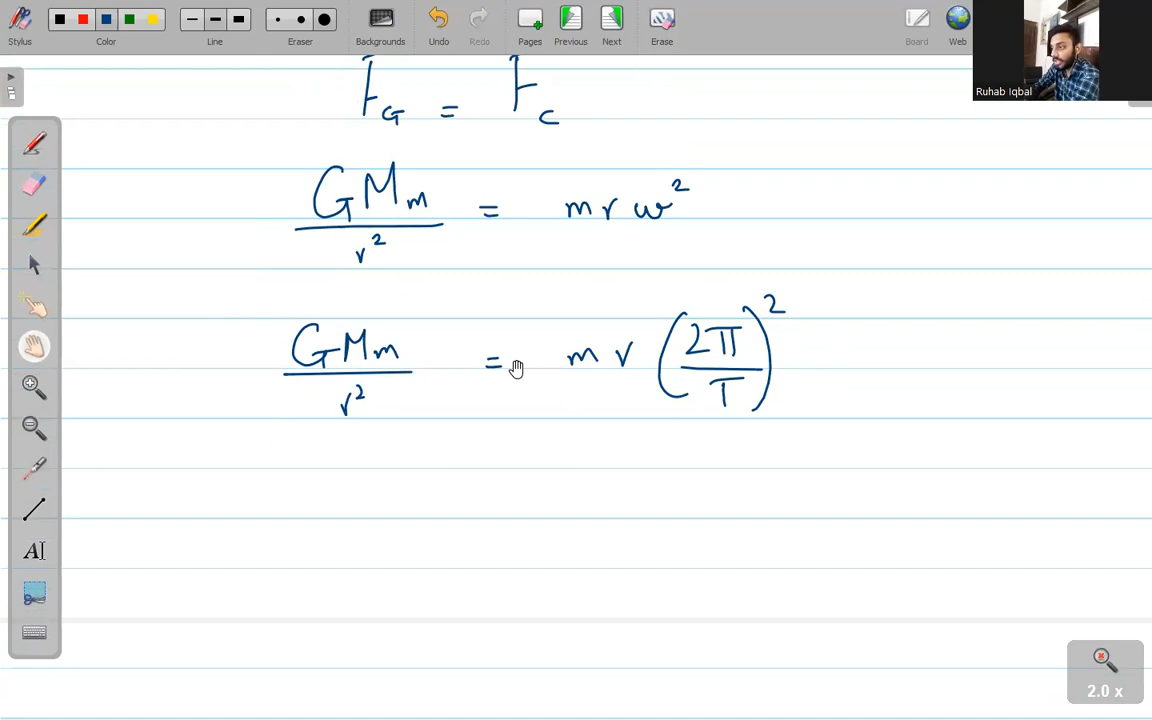 Stylus Color Line Eraser Backgrounds Undo Redo Pages Previous Next Erase Board Web
Ruhab Iqbal
F_G = F_C
GMm/r² = mrω²
GMm/r² = mr(2π/T)²
A
2.0 x